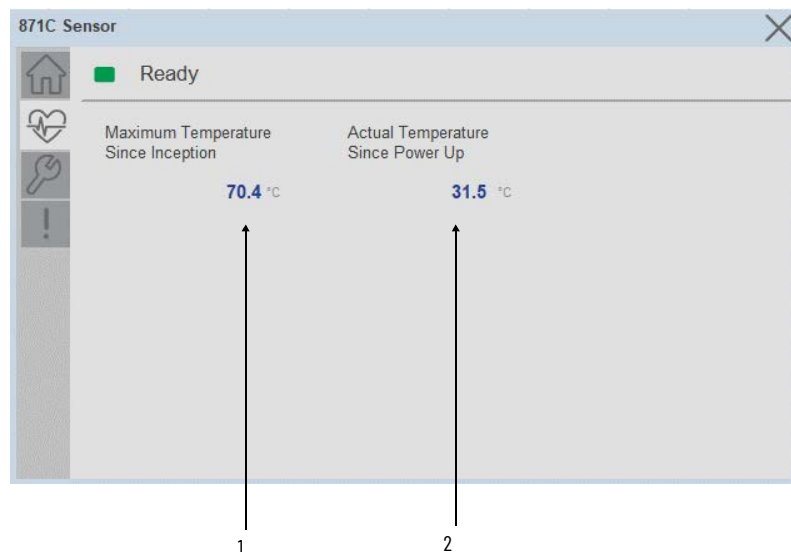 871C Sensor
Ready
Maximum Temperature
Since Inception
70.4 °C
Actual Temperature
Since Power Up
31.5 °C
1
2